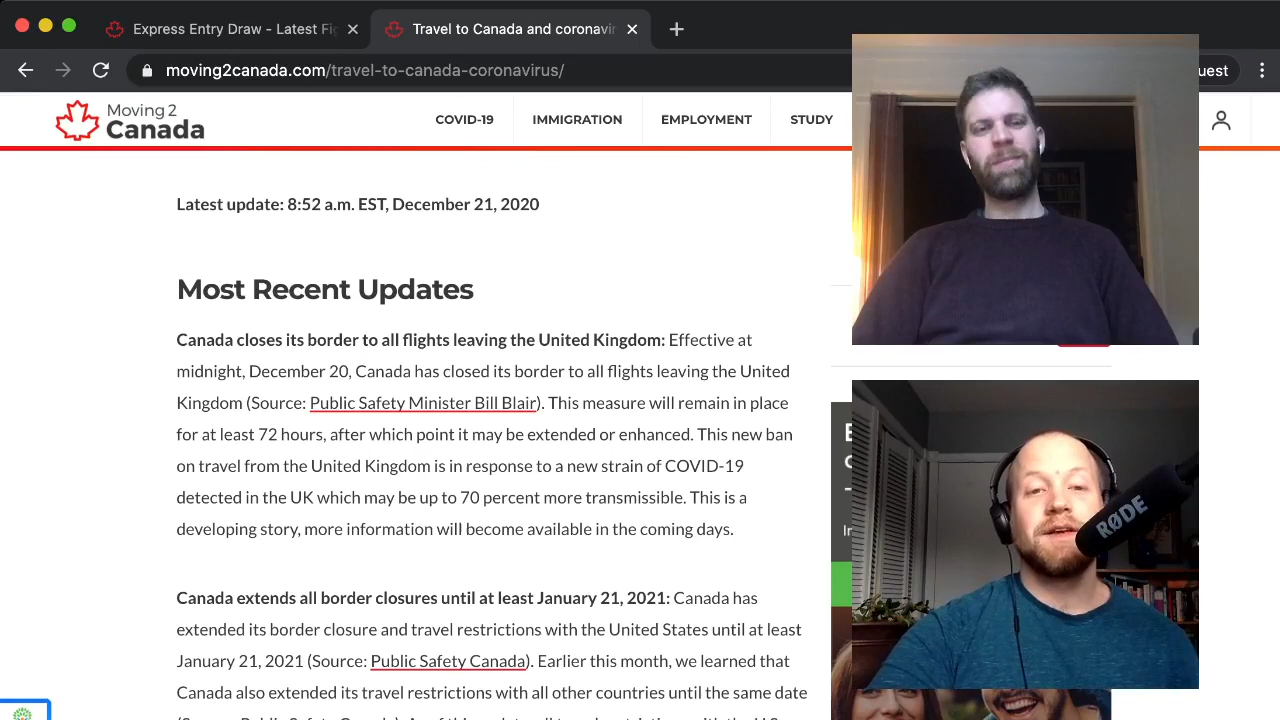 Express Entry Draw - Latest Fig
Travel to Canada and coronavir
moving2canada.com/travel-to-canada-coronavirus/
uest
Moving 2
Canada
COVID-19
IMMIGRATION
EMPLOYMENT
STUDY
Latest update: 8:52 a.m. EST, December 21, 2020
Most Recent Updates
Canada closes its border to all flights leaving the United Kingdom: Effective at
midnight, December 20, Canada has closed its border to all flights leaving the United
Kingdom (Source: Public Safety Minister Bill Blair). This measure will remain in place
for at least 72 hours, after which point it may be extended or enhanced. This new ban
on travel from the United Kingdom is in response to a new strain of COVID-19
detected in the UK which may be up to 70 percent more transmissible. This is a
developing story, more information will become available in the coming days.
Canada extends all border closures until at least January 21, 2021: Canada has
extended its border closure and travel restrictions with the United States until at least
January 21, 2021 (Source: Public Safety Canada). Earlier this month, we learned that
Canada also extended its travel restrictions with all other countries until the same date
RØDE